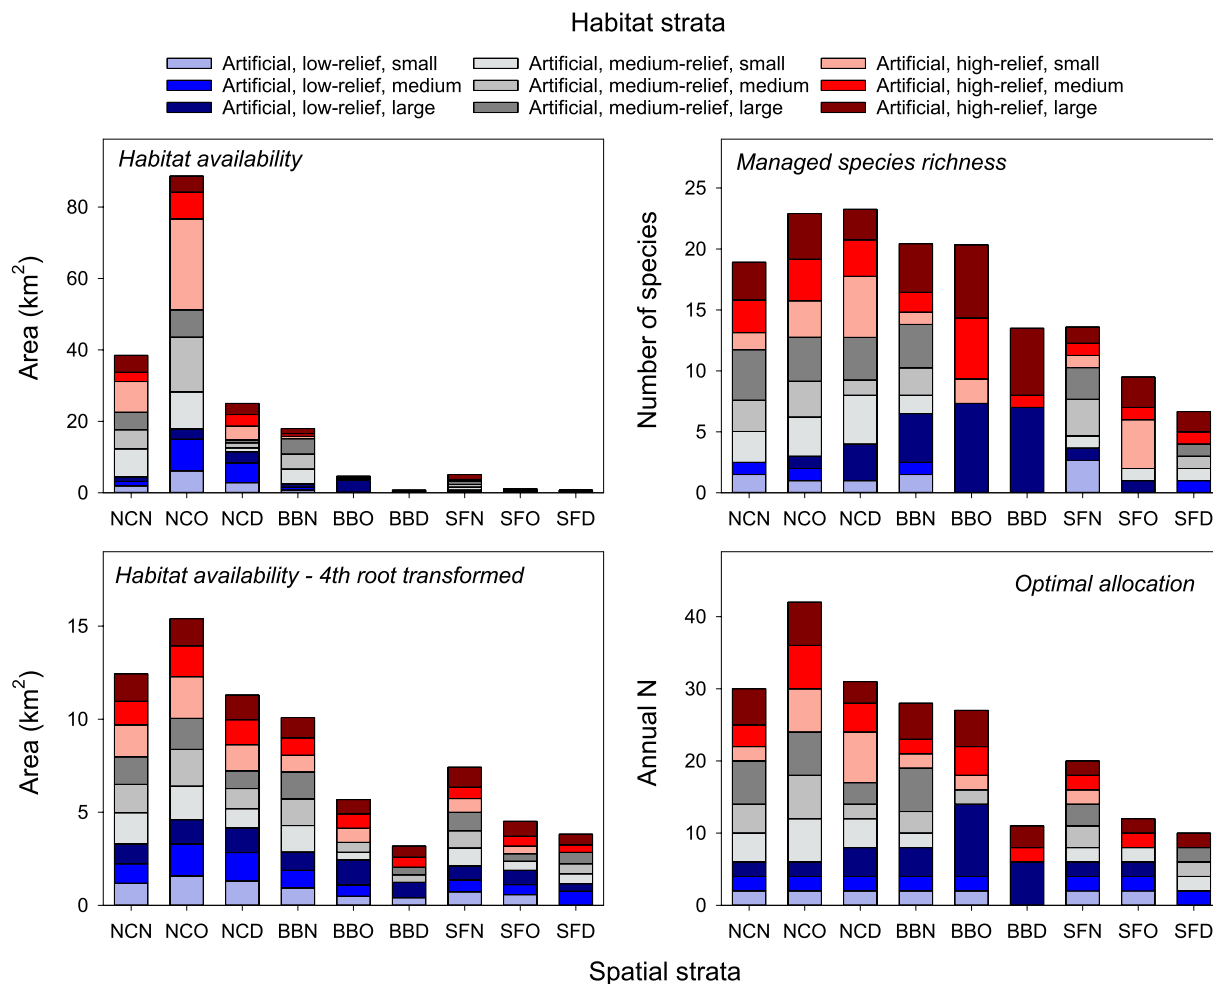 Habitat strata
Artificial, low-relief, small
Artificial, medium-relief, small
Artificial, high-relief, small
Artificial, low-relief, medium
Artificial, medium-relief, medium
Artificial, high-relief, medium
Artificial, low-relief, large
Artificial, medium-relief, large
Artificial, high-relief, large
Habitat availability
Area (km²)
80
60
40
20
0
NCN NCO NCD BBN BBO BBD SFN SFO SFD
Managed species richness
Number of species
25
20
15
10
5
0
NCN NCO NCD BBN BBO BBD SFN SFO SFD
Habitat availability - 4th root transformed
Area (km²)
15
10
5
0
NCN NCO NCD BBN BBO BBD SFN SFO SFD
Optimal allocation
Annual N
40
30
20
10
0
NCN NCO NCD BBN BBO BBD SFN SFO SFD
Spatial strata